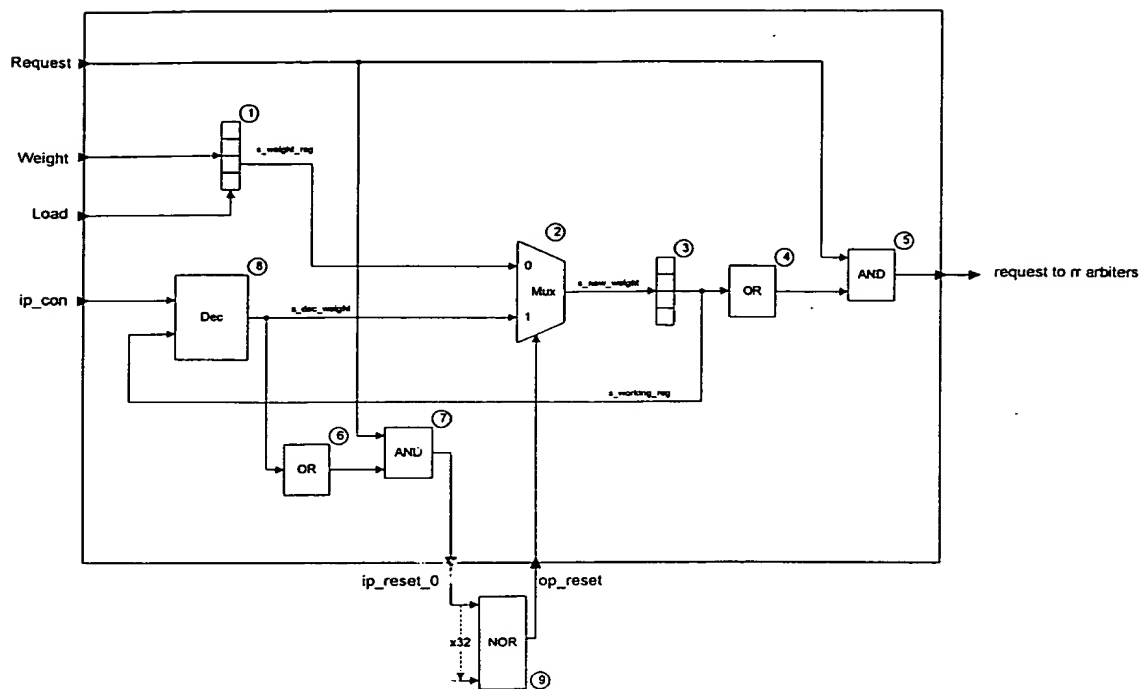 Request
1
Weight
s_weight_reg
Load
2
3
4
5
8
0
Mux
s_new_weight
OR
AND
request to rr arbiters
ip_con
Dec
s_dec_weight
1
s_working_reg
7
6
AND
OR
ip_reset_0
op_reset
x32
NOR
9